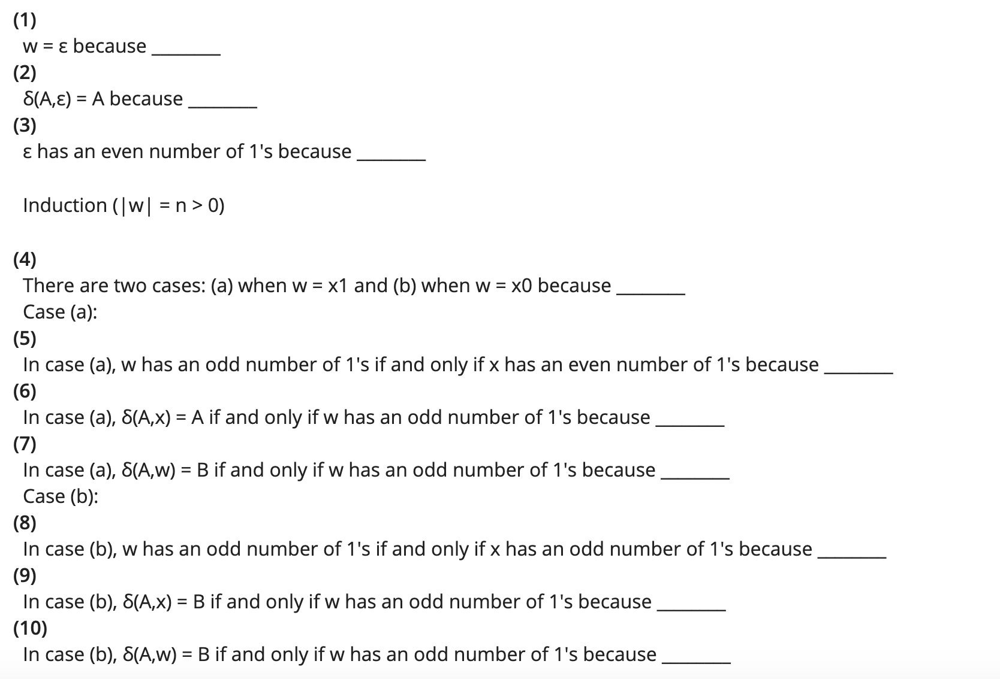 (1)
w = ε because ________
(2)
δ(A,ε) = A because ________
(3)
ε has an even number of 1's because ________
Induction (|w| = n > 0)
(4)
There are two cases: (a) when w = x1 and (b) when w = x0 because ________
Case (a):
(5)
In case (a), w has an odd number of 1's if and only if x has an even number of 1's because ________
(6)
In case (a), δ(A,x) = A if and only if w has an odd number of 1's because ________
(7)
In case (a), δ(A,w) = B if and only if w has an odd number of 1's because ________
Case (b):
(8)
In case (b), w has an odd number of 1's if and only if x has an odd number of 1's because ________
(9)
In case (b), δ(A,x) = B if and only if w has an odd number of 1's because ________
(10)
In case (b), δ(A,w) = B if and only if w has an odd number of 1's because ________